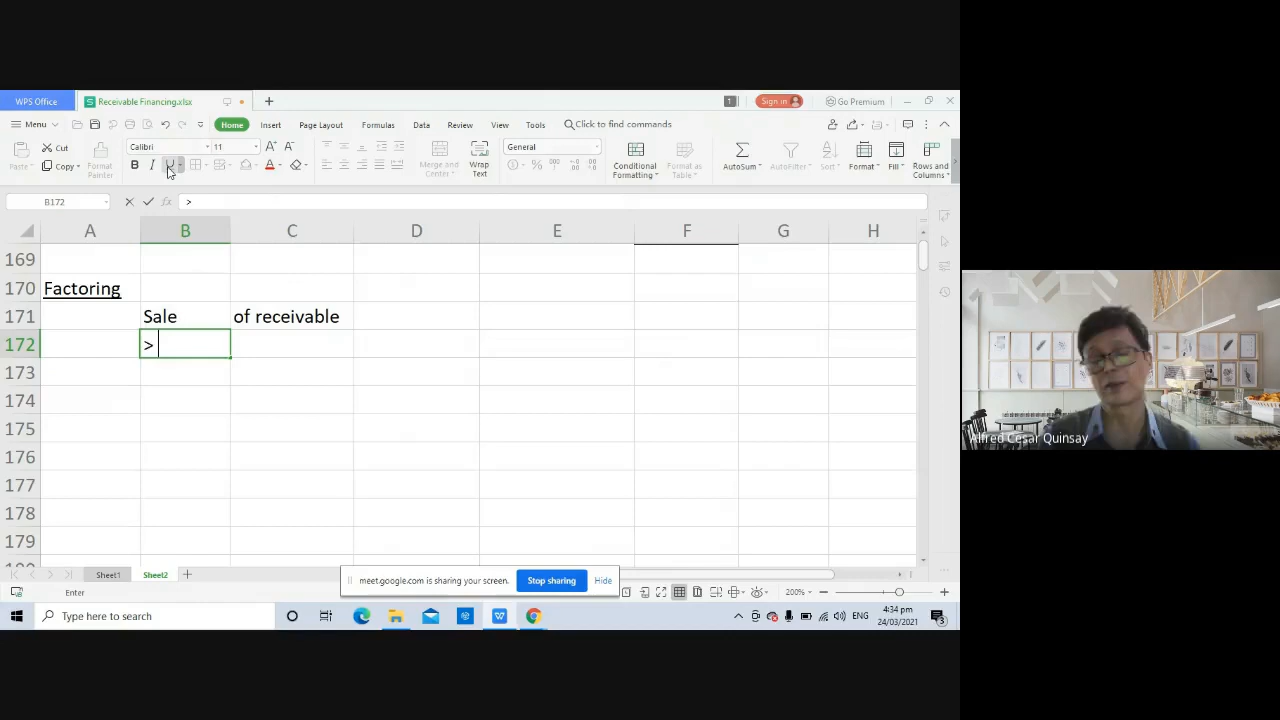 WPS Office
Receivable Financing.xlsx
1
Sign in
Go Premium
Menu
Home
Insert
Page Layout
Formulas
Data
Review
View
Tools
Click to find commands
Paste
Cut
Copy
Format Painter
Calibri
11
A+
A-
B I U A
Merge and Center
Wrap Text
General
Conditional Formatting
Format as Table
AutoSum
AutoFilter
Sort
Format
Fill
Rows and Columns
B172
fx
>
A B C D E F G H
169
170 Factoring
171 Sale of receivable
172 >
173
174
175
176
177
178
179
Sheet1
Sheet2
meet.google.com is sharing your screen.
Stop sharing
Hide
Enter
200%
Type here to search
ENG
4:34 pm
24/03/2021
3
Alfred Cesar Quinsay